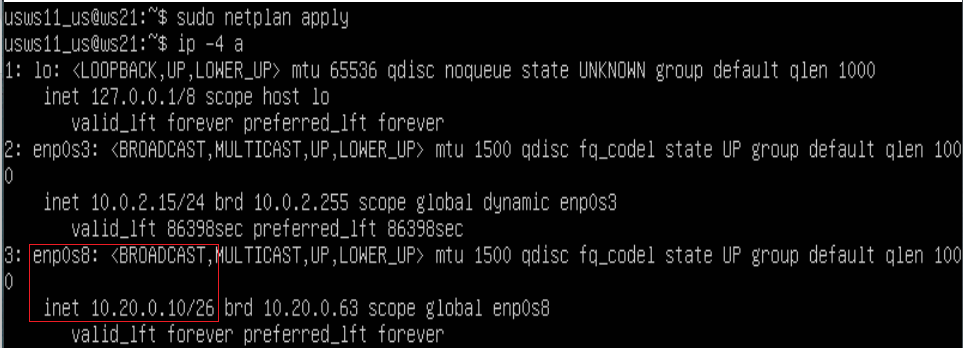 usws11_us@ws21:~$ sudo netplan apply
usws11_us@ws21:~$ ip -4 a
1: lo: <LOOPBACK,UP,LOWER_UP> mtu 65536 qdisc noqueue state UNKNOWN group default qlen 1000
    inet 127.0.0.1/8 scope host lo
       valid_lft forever preferred_lft forever
2: enp0s3: <BROADCAST,MULTICAST,UP,LOWER_UP> mtu 1500 qdisc fq_codel state UP group default qlen 100
0
    inet 10.0.2.15/24 brd 10.0.2.255 scope global dynamic enp0s3
       valid_lft 86398sec preferred_lft 86398sec
3: enp0s8: <BROADCAST,MULTICAST,UP,LOWER_UP> mtu 1500 qdisc fq_codel state UP group default qlen 100
0
    inet 10.20.0.10/26 brd 10.20.0.63 scope global enp0s8
       valid_lft forever preferred_lft forever